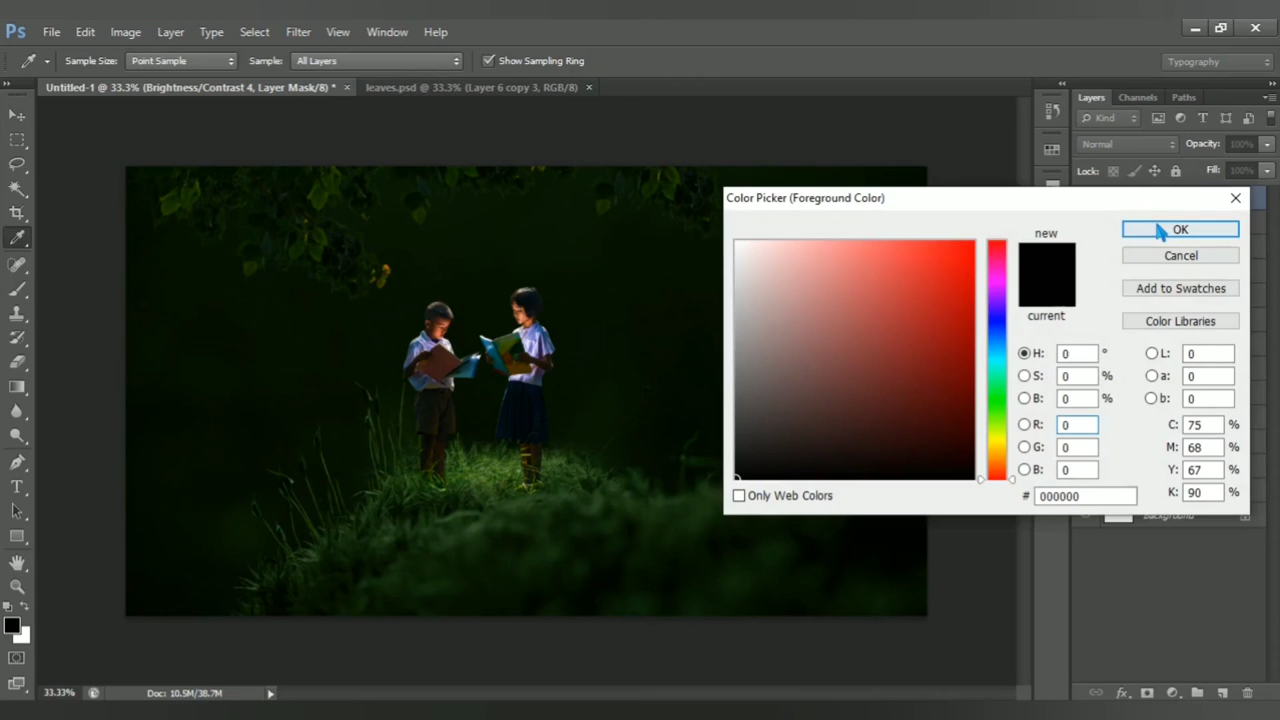 Ps File Edit Image Layer Type Select Filter View Window Help
Sample Size: Point Sample Sample: All Layers Show Sampling Ring Typography
Untitled-1 @ 33.3% (Brightness/Contrast 4, Layer Mask/8) * × leaves.psd @ 33.3% (Layer 6 copy 3, RGB/8) ×
Layers Channels Paths
Kind
Normal Opacity: 100%
Lock: Fill: 100%
Color Picker (Foreground Color)
new
current
OK
Cancel
Add to Swatches
Color Libraries
H: 0 ° L: 0
S: 0 % a: 0
B: 0 % b: 0
R: 0 C: 75 %
G: 0 M: 68 %
B: 0 Y: 67 %
# 000000 K: 90 %
Only Web Colors
Background
33.33% Doc: 10.5M/38.7M